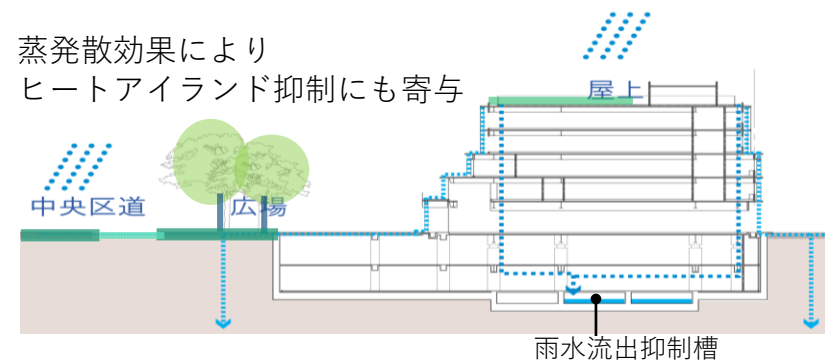 蒸発散効果により
ヒートアイランド抑制にも寄与
屋上
中央区道
広場
雨水流出抑制槽